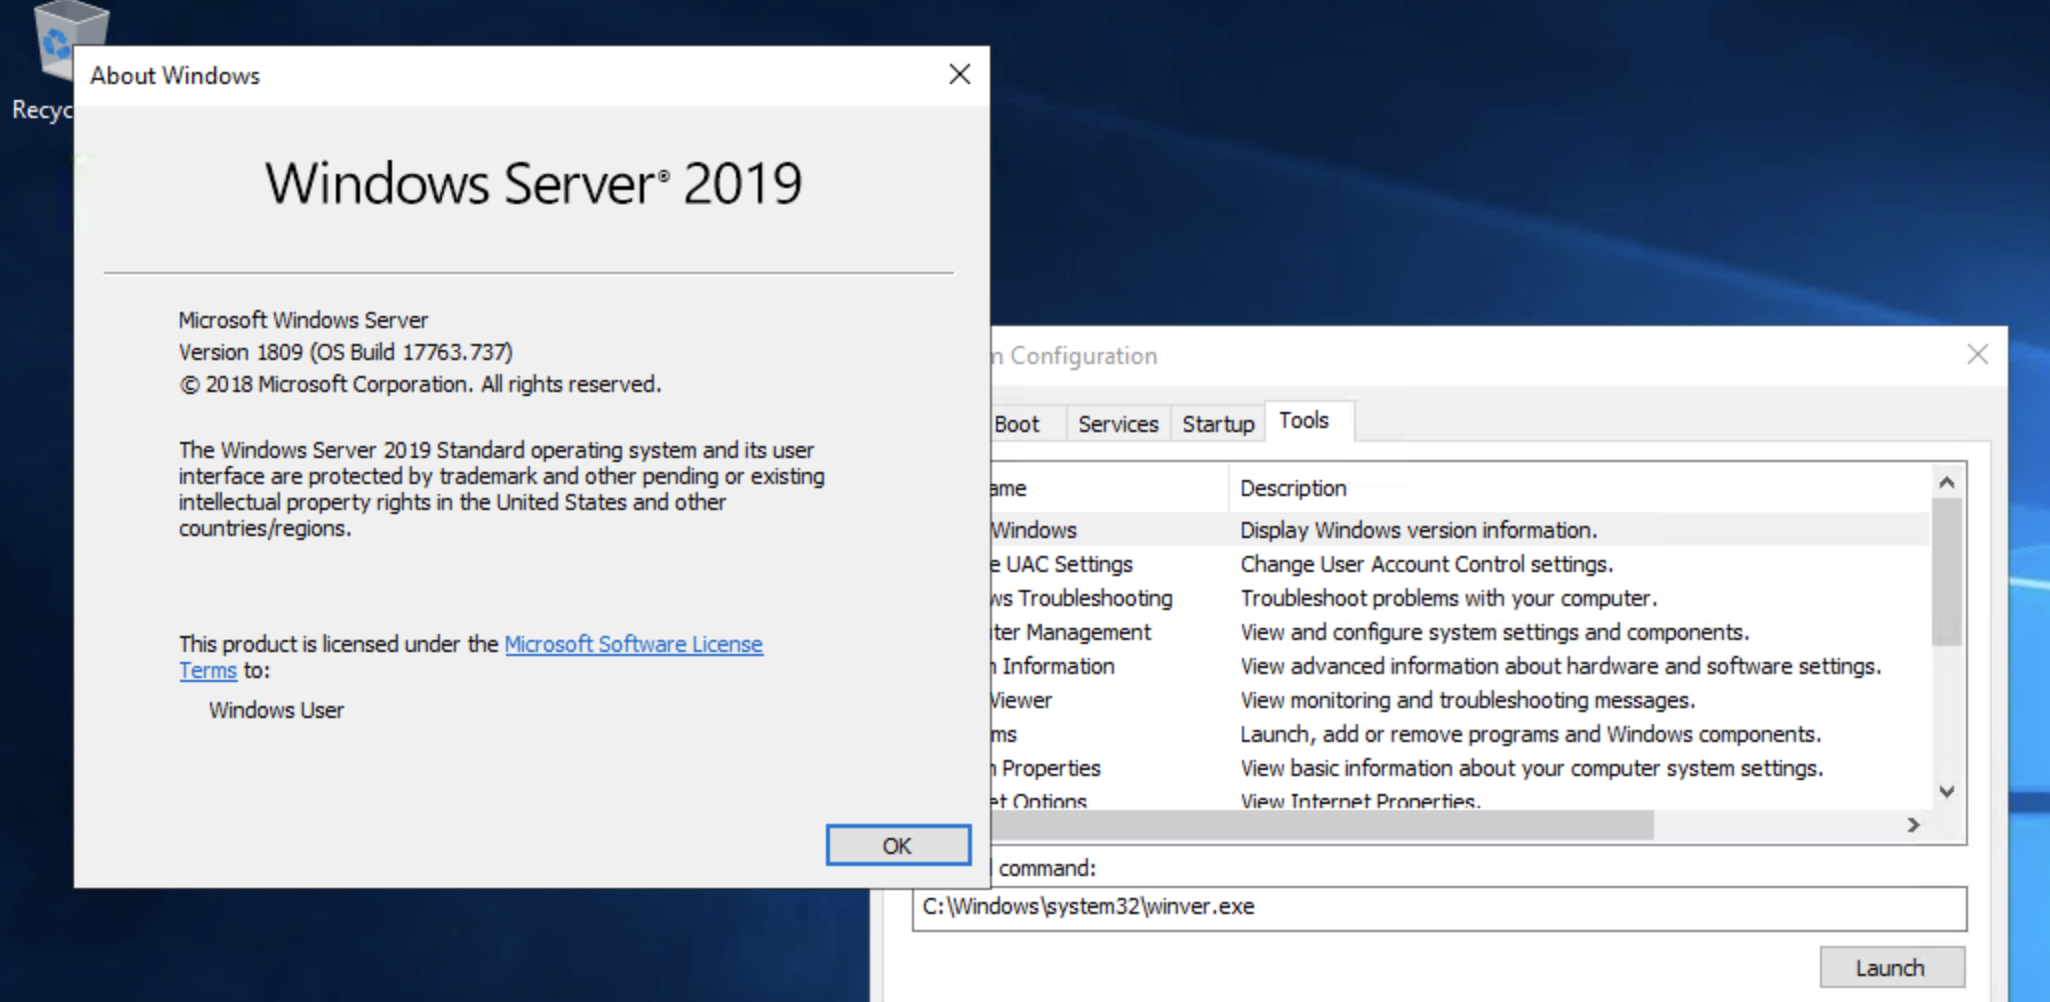 Recyc
About Windows
Windows Server® 2019
Microsoft Windows Server
Version 1809 (OS Build 17763.737)
© 2018 Microsoft Corporation. All rights reserved.
The Windows Server 2019 Standard operating system and its user
interface are protected by trademark and other pending or existing
intellectual property rights in the United States and other
countries/regions.
This product is licensed under the Microsoft Software License
Terms to:
Windows User
OK
n Configuration
Boot Services Startup Tools
ame Description
Windows Display Windows version information.
e UAC Settings Change User Account Control settings.
ws Troubleshooting Troubleshoot problems with your computer.
ter Management View and configure system settings and components.
n Information View advanced information about hardware and software settings.
Viewer View monitoring and troubleshooting messages.
ms Launch, add or remove programs and Windows components.
n Properties View basic information about your computer system settings.
et Options View Internet Properties.
command:
C:\Windows\system32\winver.exe
Launch